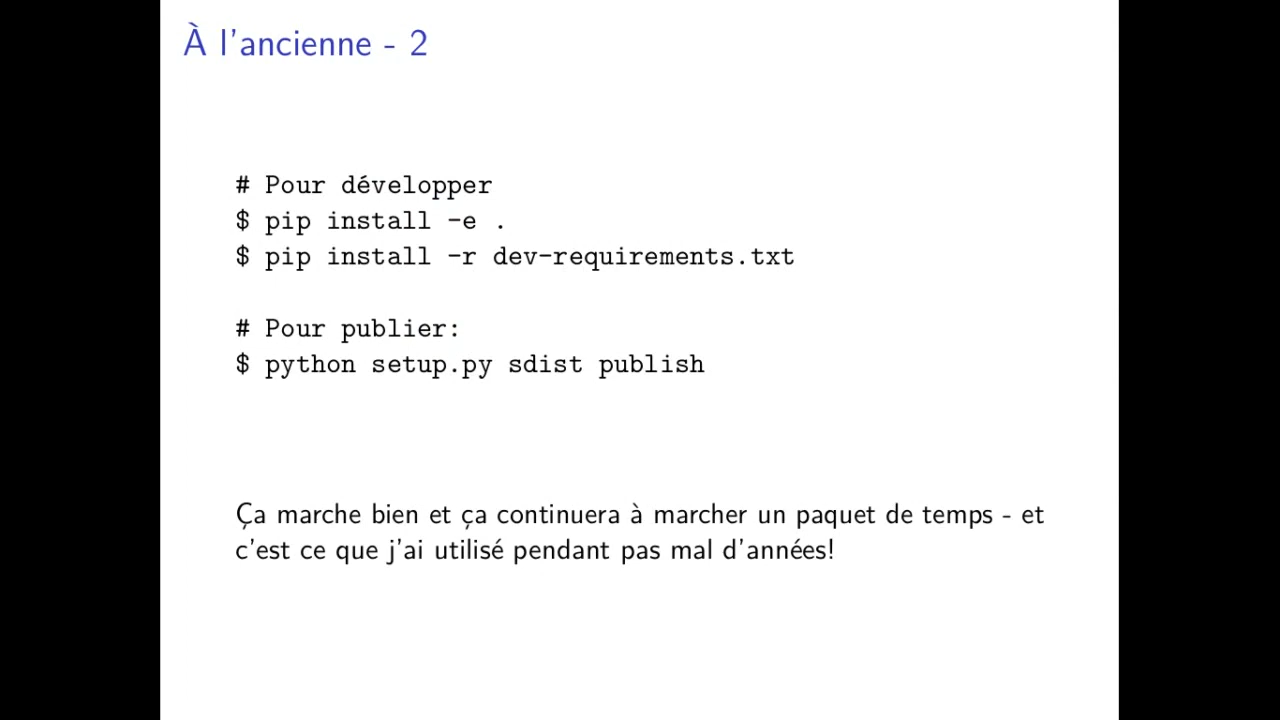 À l'ancienne - 2
# Pour développer
$ pip install -e .
$ pip install -r dev-requirements.txt
# Pour publier:
$ python setup.py sdist publish
Ça marche bien et ça continuera à marcher un paquet de temps - et
c'est ce que j'ai utilisé pendant pas mal d'années!